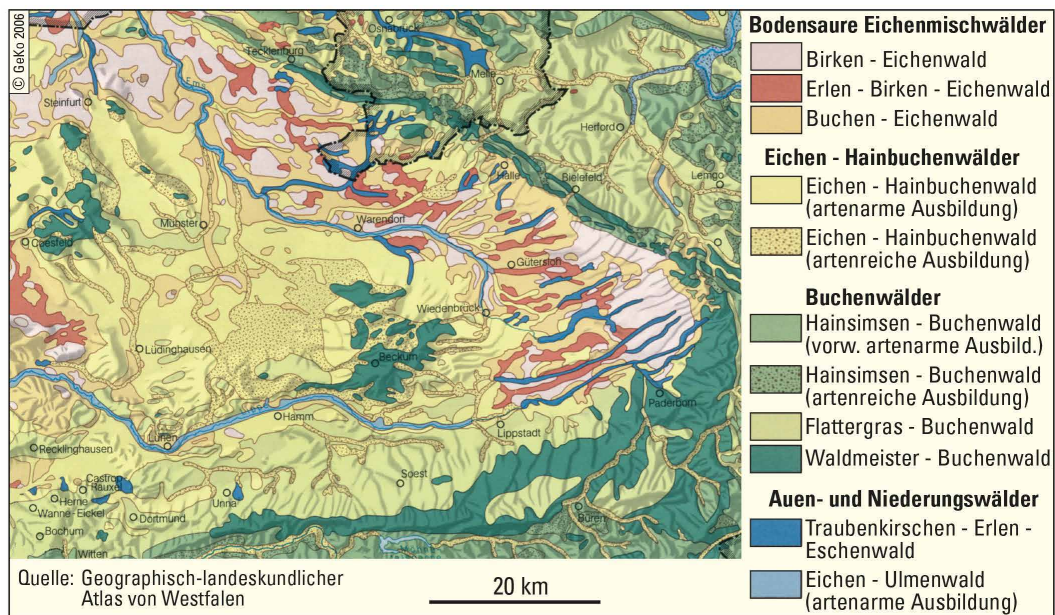 © GeKo 2006
Osnabrück
Tecklenburg
Melle
Ems
Steinfurt
Herford
Halle
Bielefeld
Lemgo
Münster
Warendorf
Coesfeld
Gütersloh
Wiedenbrück
Lüdinghausen
Beckum
Paderborn
Hamm
Lippstadt
Lünen
Recklinghausen
Soest
Castrop-
Rauxel
Herne
Unna
Wanne-Eickel
Dortmund
Büren
Bochum
Witten
Bodensaure Eichenmischwälder
Birken - Eichenwald
Erlen - Birken - Eichenwald
Buchen - Eichenwald
Eichen - Hainbuchenwälder
Eichen - Hainbuchenwald
(artenarme Ausbildung)
Eichen - Hainbuchenwald
(artenreiche Ausbildung)
Buchenwälder
Hainsimsen - Buchenwald
(vorw. artenarme Ausbild.)
Hainsimsen - Buchenwald
(artenreiche Ausbildung)
Flattergras - Buchenwald
Waldmeister - Buchenwald
Auen- und Niederungswälder
Traubenkirschen - Erlen -
Eschenwald
Eichen - Ulmenwald
(artenarme Ausbildung)
Quelle: Geographisch-landeskundlicher
Atlas von Westfalen
20 km